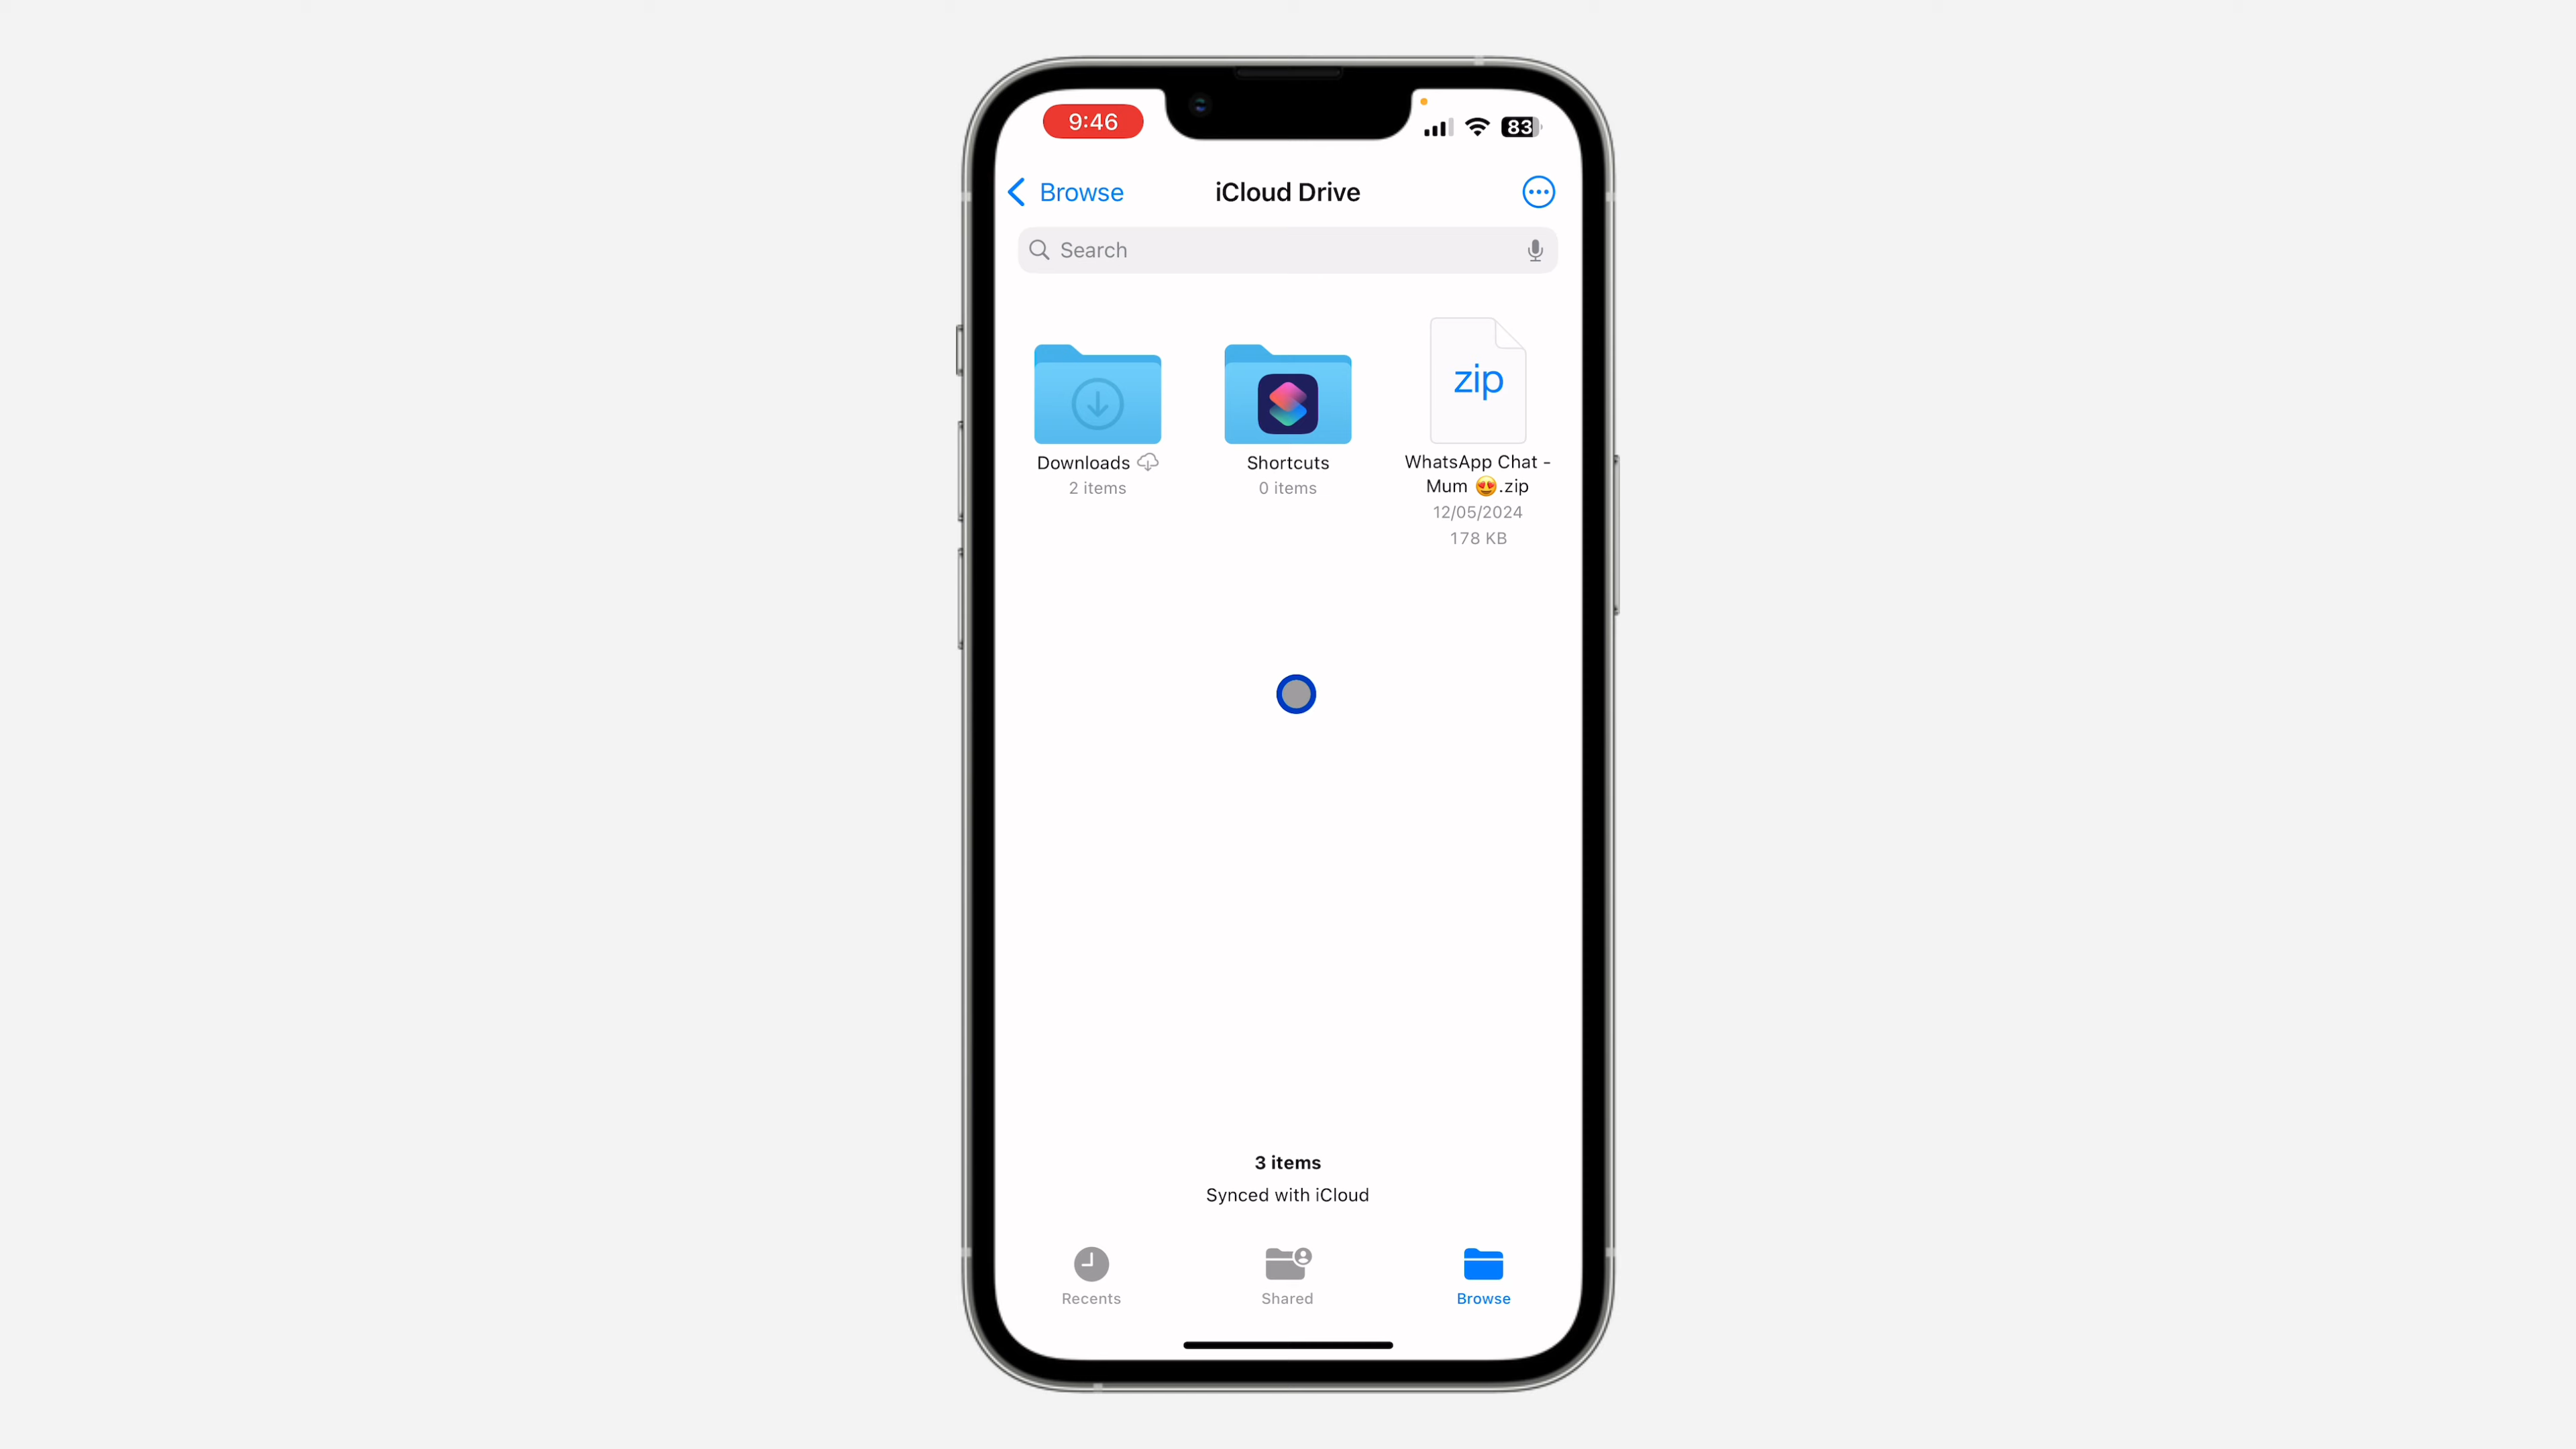 9:46
83
Browse
iCloud Drive
Search
zip
Downloads
2 items
Shortcuts
0 items
WhatsApp Chat -
Mum 😍.zip
12/05/2024
178 KB
3 items
Synced with iCloud
Recents
Shared
Browse